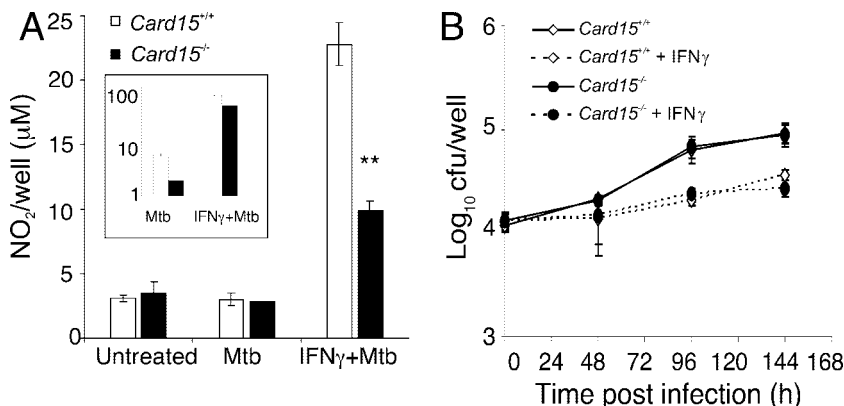 A
25
20
15
10
5
0
NO2/well (μM)
Card15+/+
Card15-/-
**
100
10
1
Mtb
IFNγ+Mtb
Untreated
Mtb
IFNγ+Mtb
B
Card15+/+
Card15+/+ + IFNγ
Card15-/-
Card15-/- + IFNγ
6
5
4
3
Log10 cfu/well
0 24 48 72 96 120 144 168
Time post infection (h)